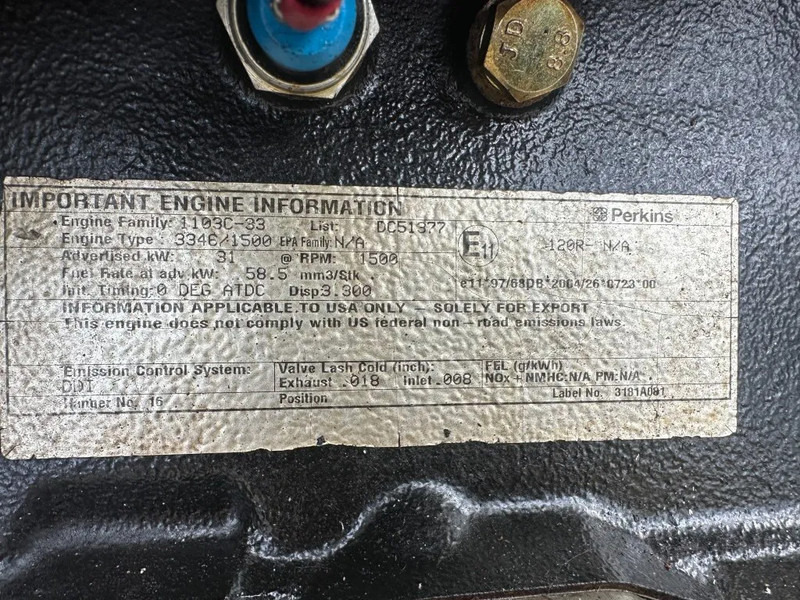 JD
8.8
IMPORTANT ENGINE INFORMATION
Perkins
Engine Family: 1103C-33 List: DC51377
Engine Type : 3346/1500 EPA Family: N/A
E11
120R- N/A
Advertised kW: 31 @ RPM: 1500
Fuel Rate at adv kW: 58.5 mm3/Stk
e11*97/68DB*2004/26*0723*00
Init. Timing:0 DEG ATDC Disp:3.300
INFORMATION APPLICABLE.TO USA ONLY - SOLELY FOR EXPORT
This engine does not comply with US federal non-road emissions laws.
Emission Control System:
DDI
Valve Lash Cold (inch):
Exhaust .018 Inlet .008
FEL (g/kWh)
NOx + NMHC:N/A PM:N/A
Hanner No. 16
Position
Label No. 3181A081